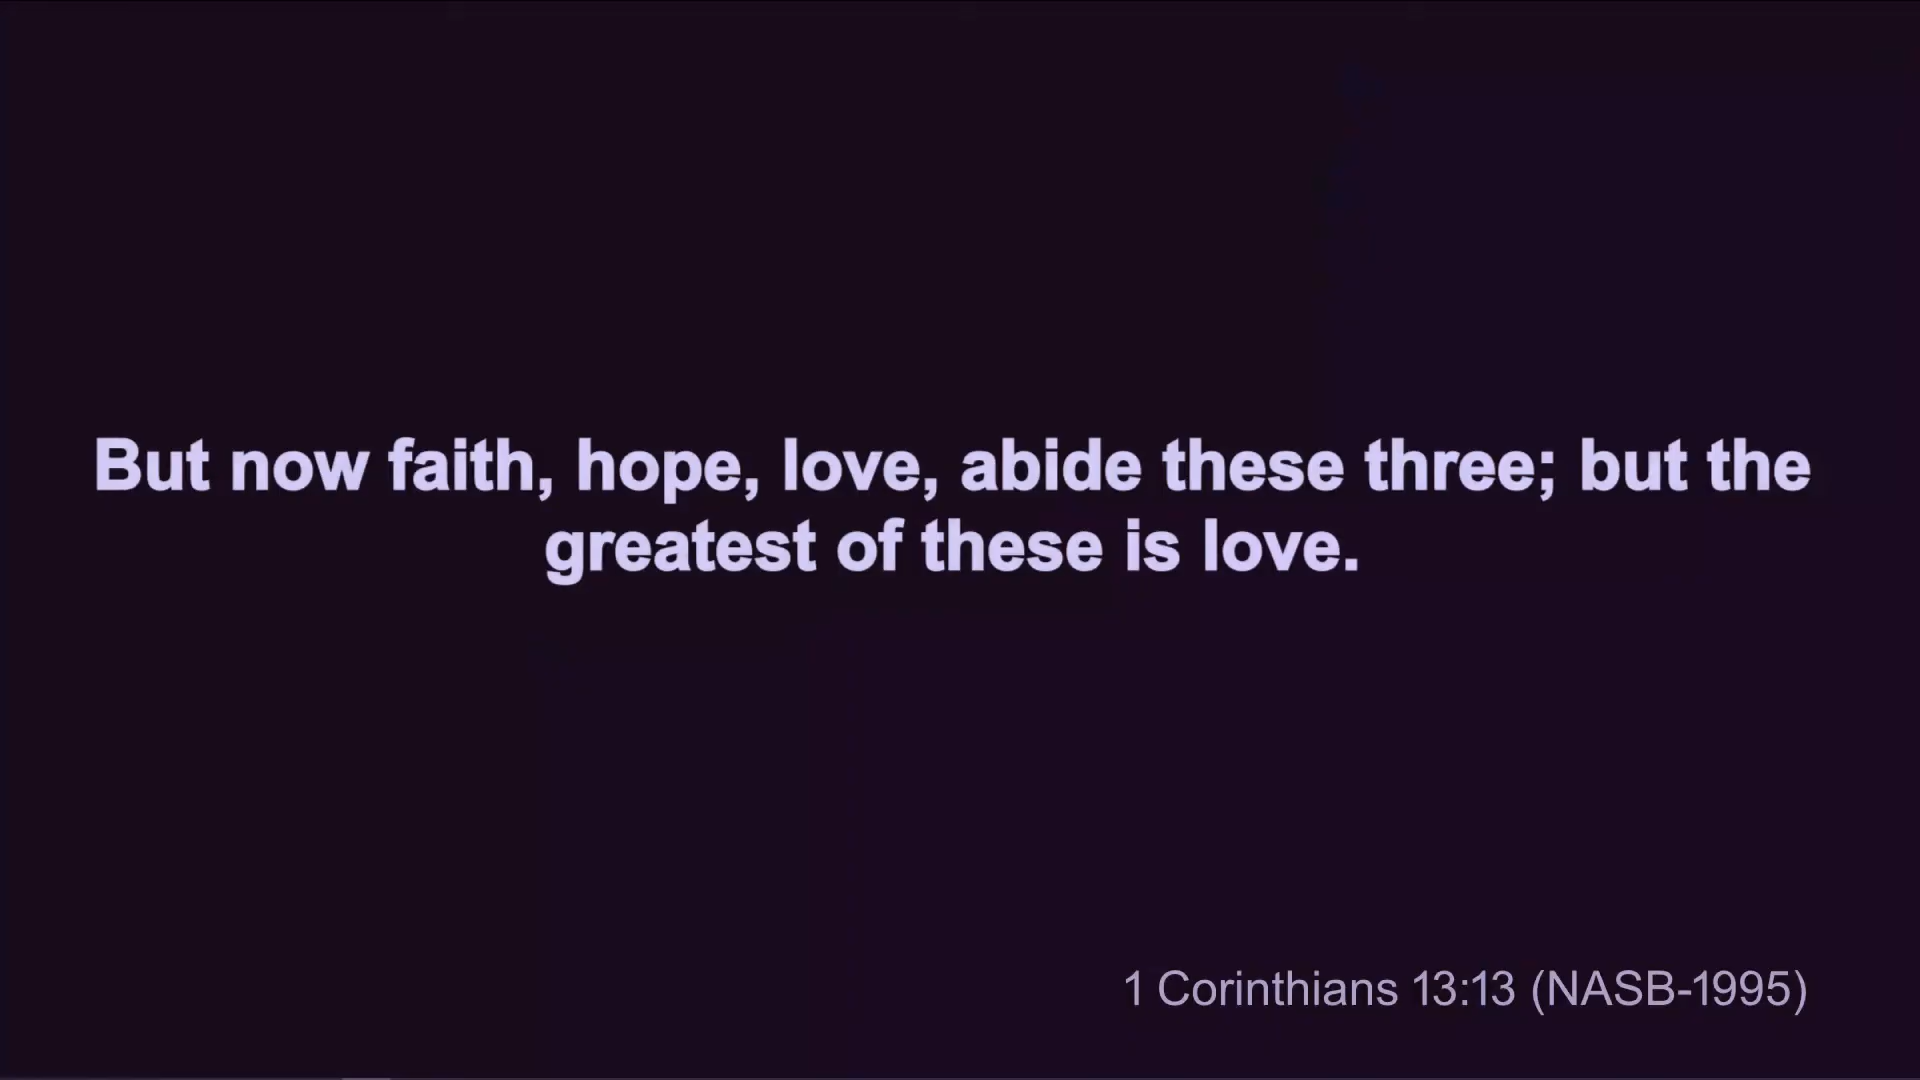 But now faith, hope, love, abide these three; but the
greatest of these is love.
1 Corinthians 13:13 (NASB-1995)